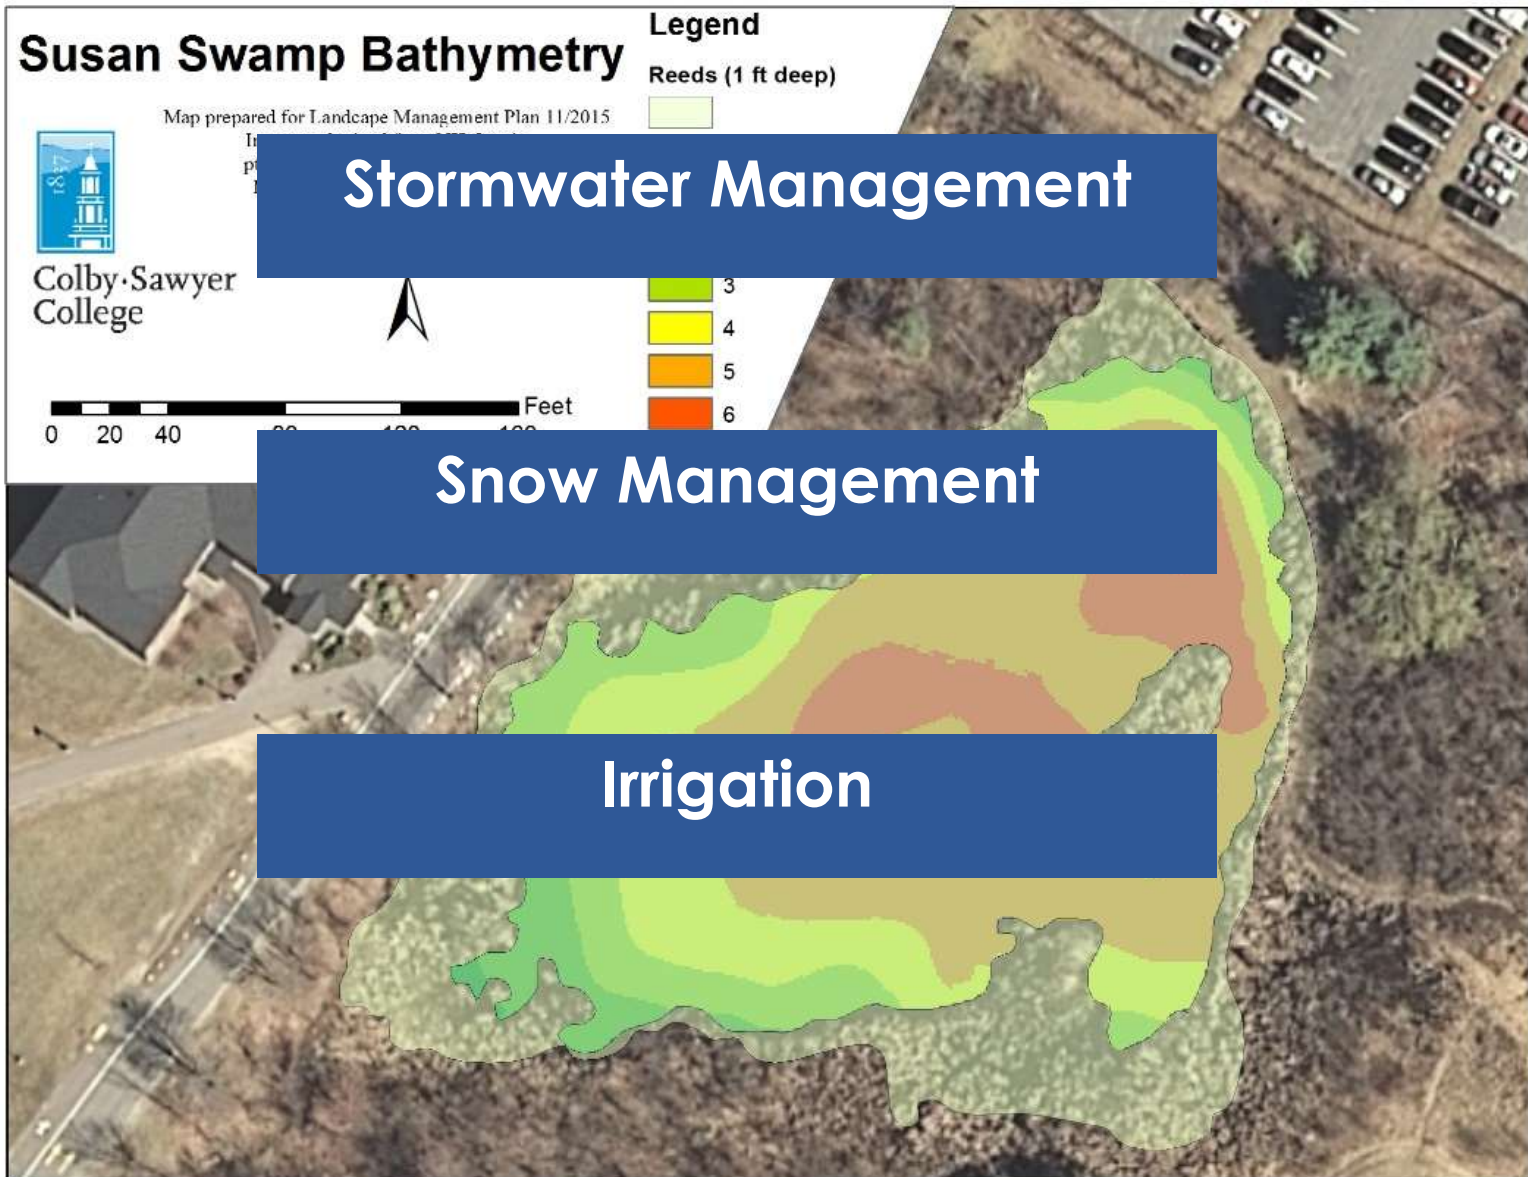 Susan Swamp Bathymetry
Map prepared for Landcape Management Plan 11/2015
1837
Colby·Sawyer
College
Feet
0 20 40
Legend
Reeds (1 ft deep)
3
4
5
6
Stormwater Management
Snow Management
Irrigation